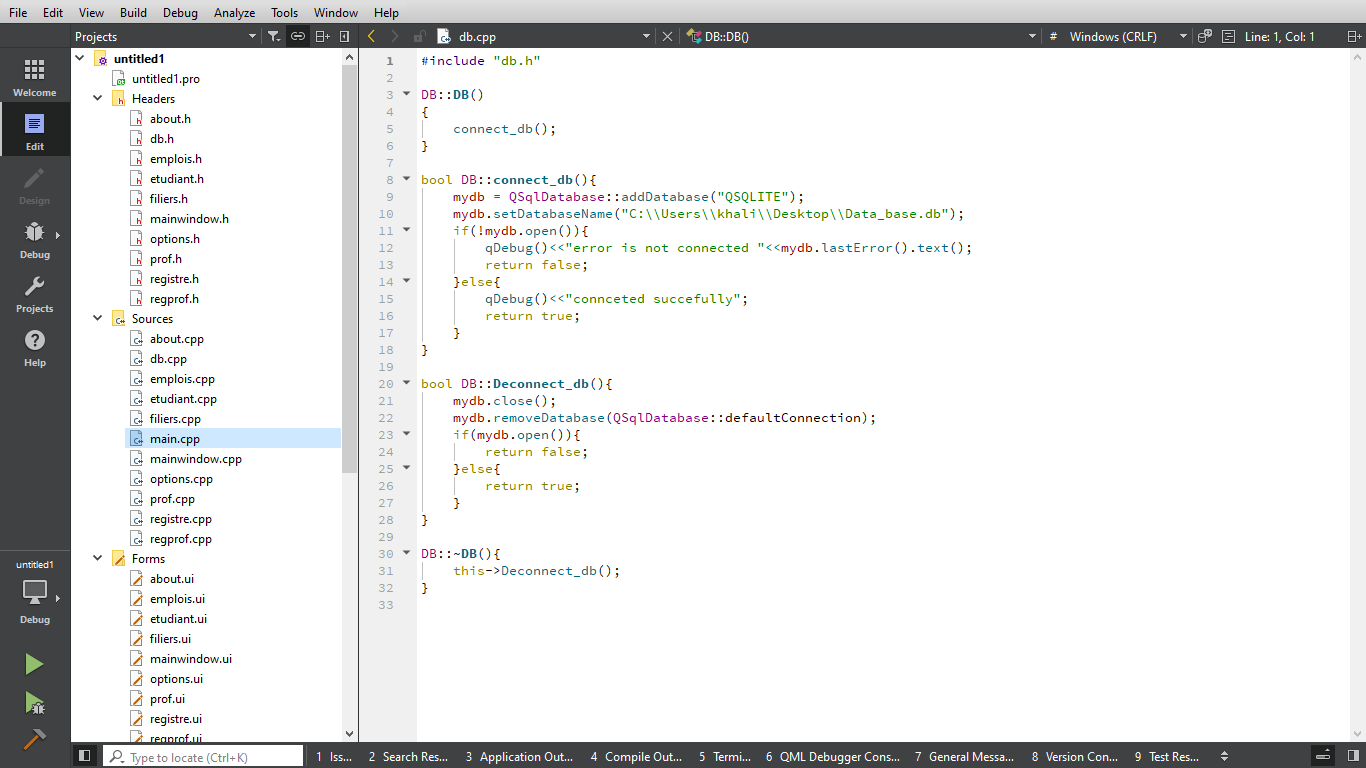 File Edit View Build Debug Analyze Tools Window Help
Projects
db.cpp
DB::DB()
# Windows (CRLF)
Line: 1, Col: 1
Welcome
Edit
Design
Debug
Projects
Help
untitled1
Debug
untitled1
untitled1.pro
Headers
about.h
db.h
emplois.h
etudiant.h
filiers.h
mainwindow.h
options.h
prof.h
registre.h
regprof.h
Sources
about.cpp
db.cpp
emplois.cpp
etudiant.cpp
filiers.cpp
main.cpp
mainwindow.cpp
options.cpp
prof.cpp
registre.cpp
regprof.cpp
Forms
about.ui
emplois.ui
etudiant.ui
filiers.ui
mainwindow.ui
options.ui
prof.ui
registre.ui
regprof.ui
1 #include "db.h"
2
3 DB::DB()
4 {
5     connect_db();
6 }
7
8 bool DB::connect_db(){
9     mydb = QSqlDatabase::addDatabase("QSQLITE");
10     mydb.setDatabaseName("C:\\Users\\khali\\Desktop\\Data_base.db");
11     if(!mydb.open()){
12         qDebug()<<"error is not connected "<<mydb.lastError().text();
13         return false;
14     }else{
15         qDebug()<<"connceted succefully";
16         return true;
17     }
18 }
19
20 bool DB::Deconnect_db(){
21     mydb.close();
22     mydb.removeDatabase(QSqlDatabase::defaultConnection);
23     if(mydb.open()){
24         return false;
25     }else{
26         return true;
27     }
28 }
29
30 DB::~DB(){
31     this->Deconnect_db();
32 }
33
Type to locate (Ctrl+K)
1 Iss... 2 Search Res... 3 Application Out... 4 Compile Out... 5 Termi... 6 QML Debugger Cons... 7 General Messa... 8 Version Con... 9 Test Res...